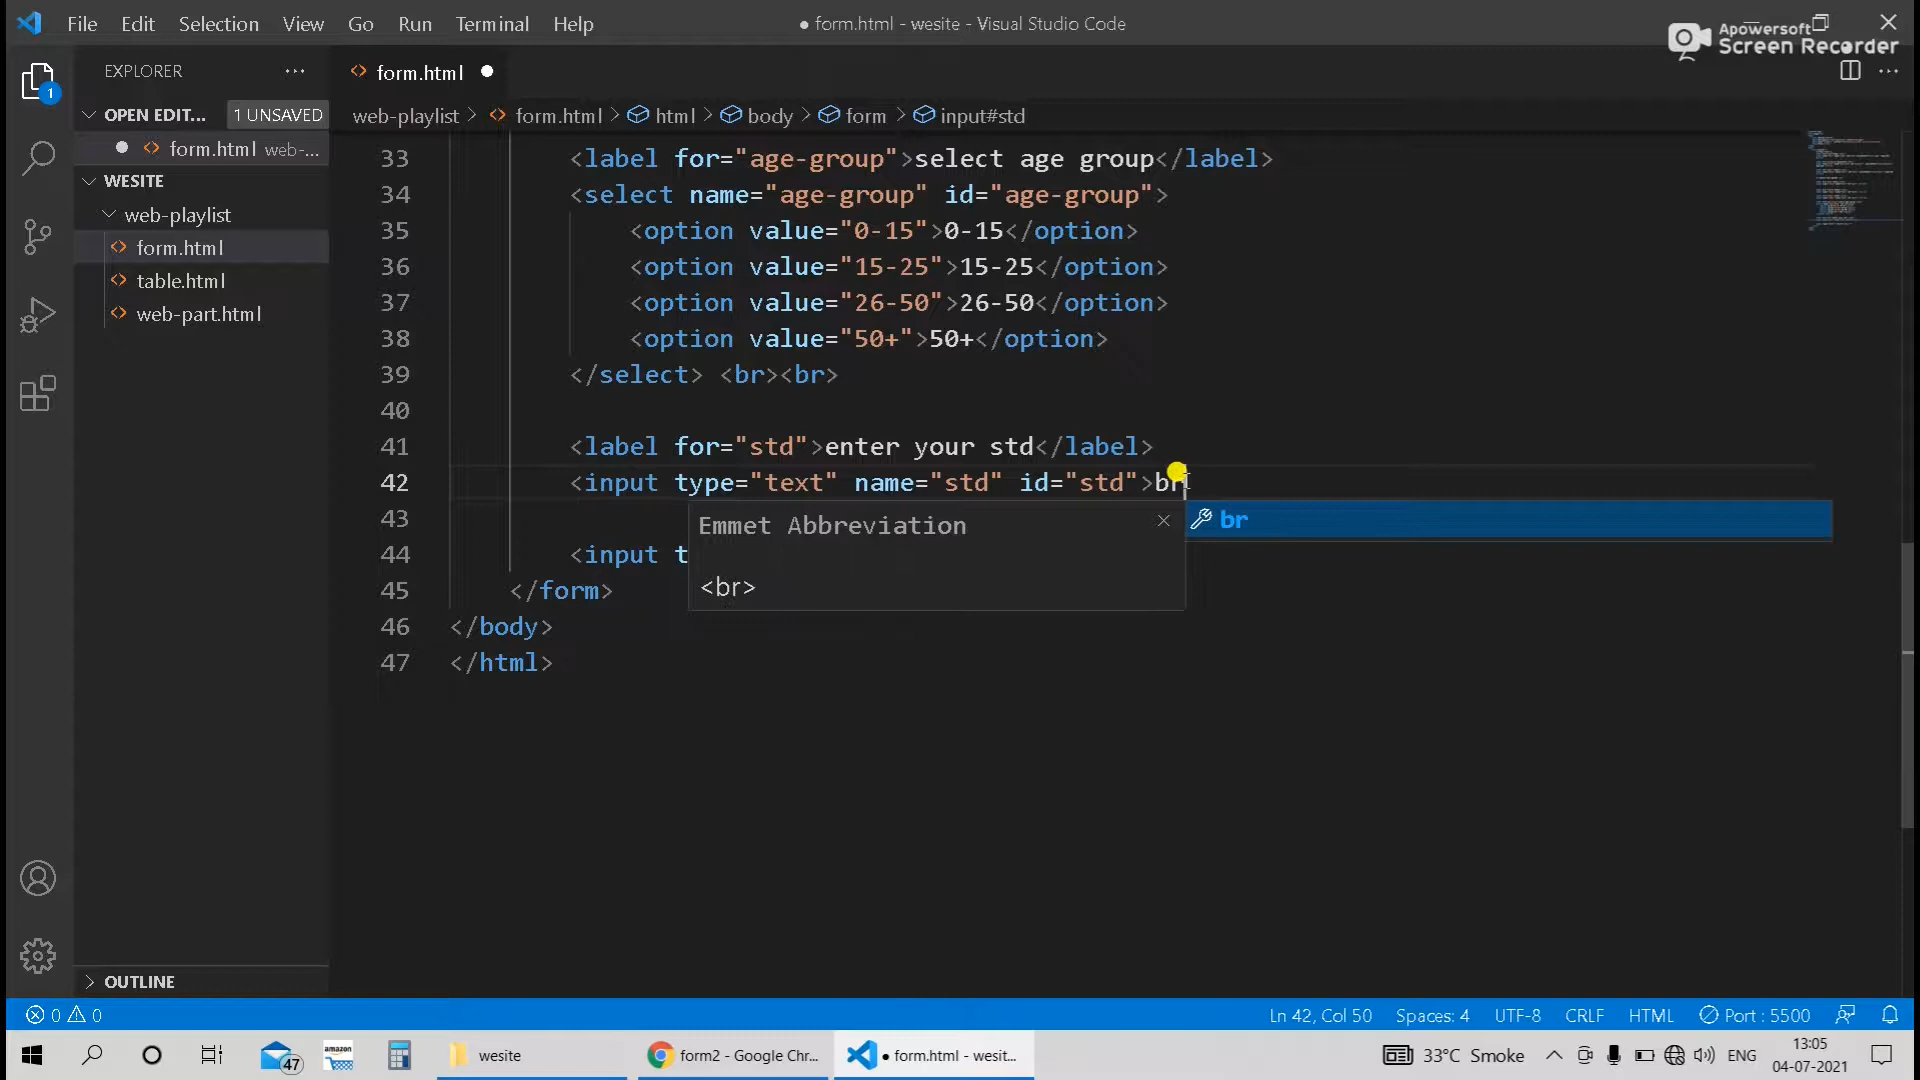 File Edit Selection View Go Run Terminal Help
● form.html - wesite - Visual Studio Code
Apowersoft
Screen Recorder
EXPLORER ···
<> form.html ●
OPEN EDIT... 1 UNSAVED
web-playlist > <> form.html > html > body > form > input#std
● <> form.html web-...
WESITE
web-playlist
<> form.html
<> table.html
<> web-part.html
33 <label for="age-group">select age group</label>
34 <select name="age-group" id="age-group">
35 <option value="0-15">0-15</option>
36 <option value="15-25">15-25</option>
37 <option value="26-50">26-50</option>
38 <option value="50+">50+</option>
39 </select> <br><br>
40
41 <label for="std">enter your std</label>
42 <input type="text" name="std" id="std">br
43
44 <input t
45 </form>
46 </body>
47 </html>
Emmet Abbreviation
<br>
br
1
OUTLINE
0 0
Ln 42, Col 50 Spaces: 4 UTF-8 CRLF HTML Port : 5500
47
amazon
wesite
form2 - Google Chr...
● form.html - wesit...
33°C Smoke
ENG
13:05
04-07-2021